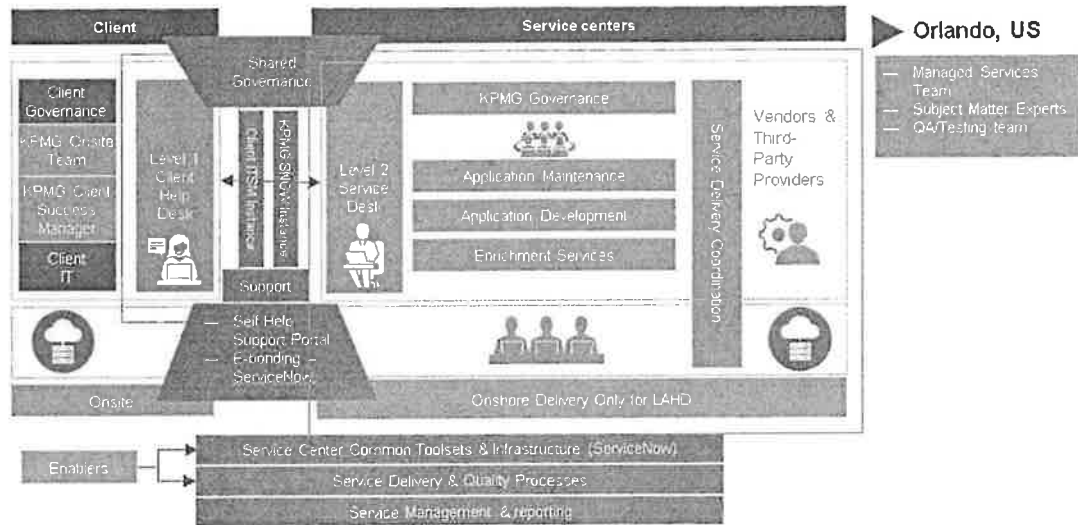 Client
Service centers
Orlando, US
— Managed Services
Team
— Subject Matter Experts
— QA/Testing team
Shared
Governance
Client
Governance
KPMG Onsite
Team
KPMG Client
Success
Manager
Client
IT
Level 1
Client
Help
Desk
Client ITSM Instance
KPMG SNOW Instance
Level 2
Service
Desk
KPMG Governance
Application Maintenance
Application Development
Enrichment Services
Service Delivery Coordination
Vendors &
Third-
Party
Providers
Support
— Self Help
Support Portal
— E-bonding –
ServiceNow
Onsite
Onshore Delivery Only for LAHD
Enablers
Service Center Common Toolsets & Infrastructure (ServiceNow)
Service Delivery & Quality Processes
Service Management & reporting